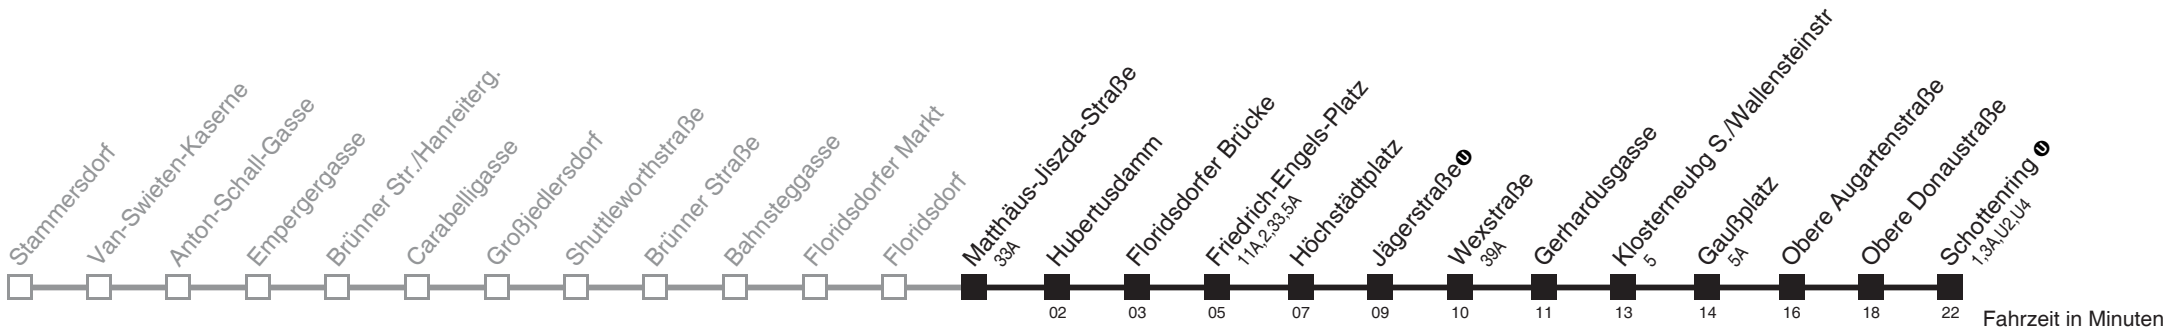 Stammersdorf
Van-Swieten-Kaserne
Anton-Schall-Gasse
Empergergasse
Brünner Str./Hanreiterg.
Carabelligasse
Großjedlersdorf
Shuttleworthstraße
Brünner Straße
Bahnsteggasse
Floridsdorfer Markt
Floridsdorf
Matthäus-Jiszda-Straße
33A
Hubertusdamm
Floridsdorfer Brücke
Friedrich-Engels-Platz
11A,2,33,5A
Höchstädtplatz
Jägerstraße U
Wexstraße
39A
Gerhardusgasse
Klosterneubg S./Wallensteinstr
5
Gaußplatz
5A
Obere Augartenstraße
Obere Donaustraße
Schottenring U
1,3A,U2,U4
02 03 05 07 09 10 11 13 14 16 18 22 Fahrzeit in Minuten